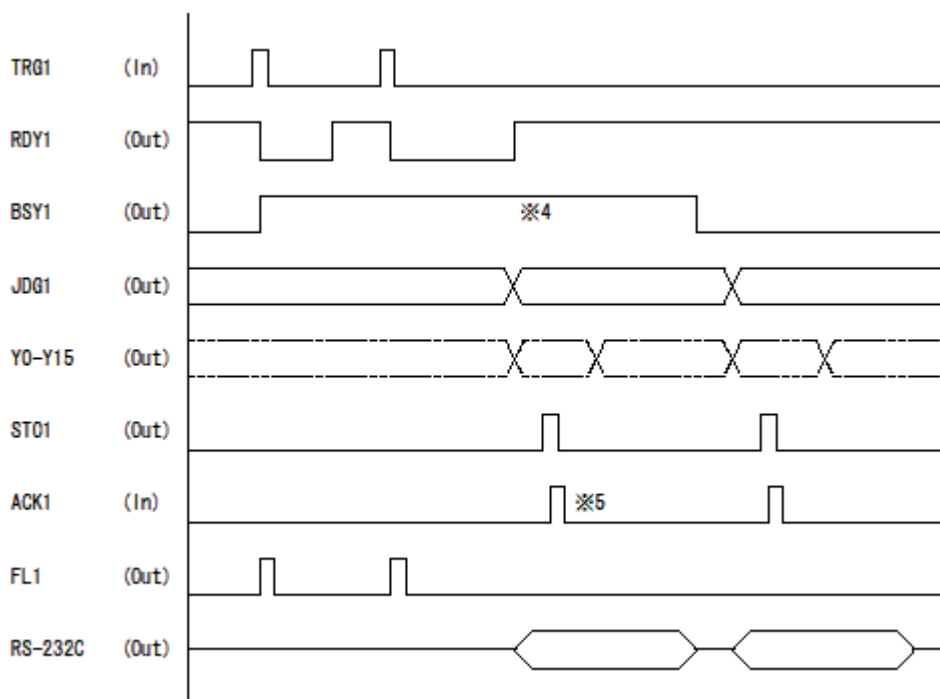 TRG1 (In)
RDY1 (Out)
BSY1 (Out) ※4
JDG1 (Out)
Y0-Y15 (Out)
STO1 (Out)
ACK1 (In) ※5
FL1 (Out)
RS-232C (Out)